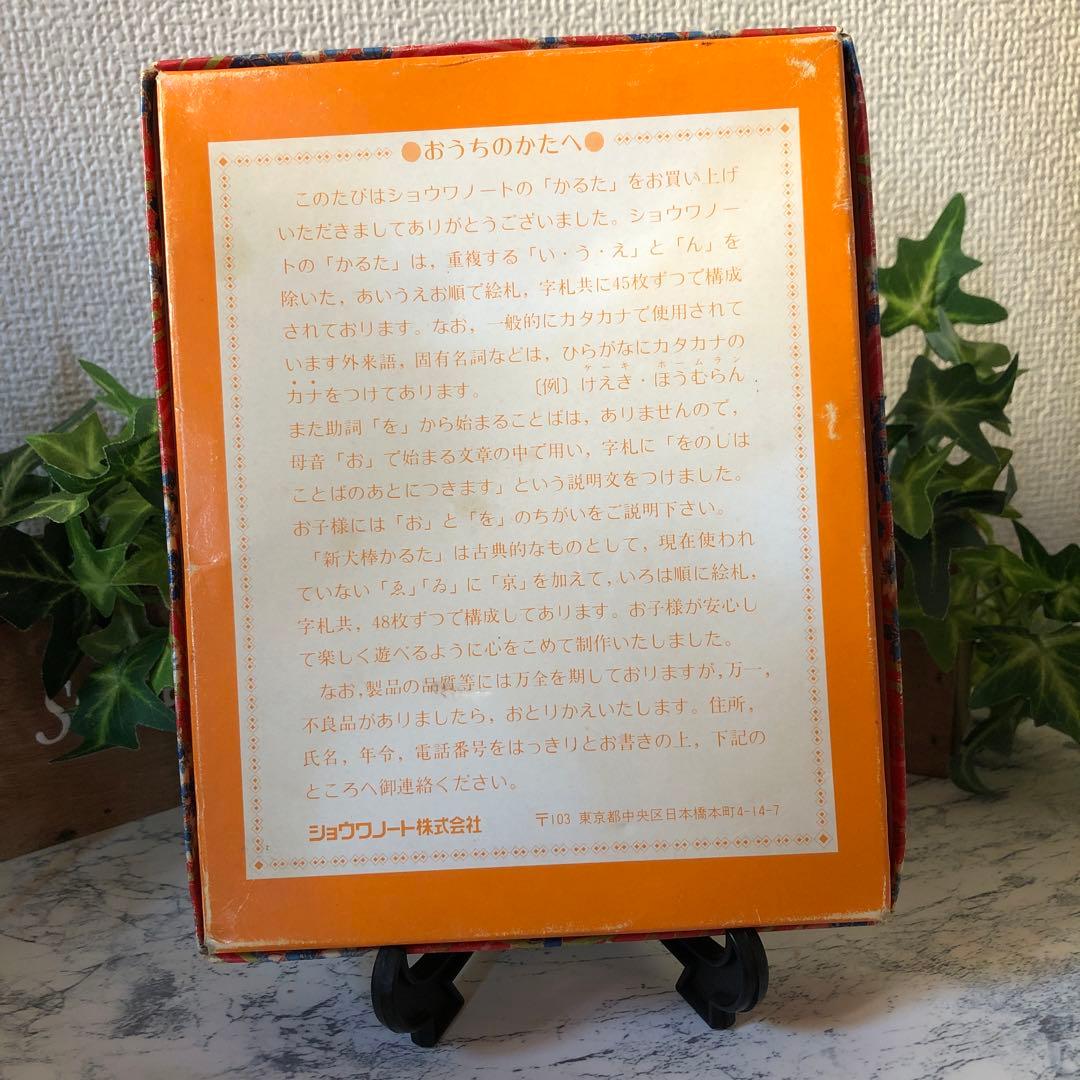 ●おうちのかたへ●
このたびはショウワノートの「かるた」をお買い上げ
いただきましてありがとうございました。ショウワノー
トの「かるた」は，重複する「い・う・え」と「ん」を
除いた，あいうえお順で絵札，字札共に45枚ずつで構成
されております。なお，一般的にカタカナで使用されて
います外来語，固有名詞などは，ひらがなにカタカナの
ケーキ ホームラン
カナをつけてあります。 〔例〕けえき・ほうむらん
また助詞「を」から始まることばは，ありませんので，
母音「お」で始まる文章の中で用い，字札に「をのじは
ことばのあとにつきます」という説明文をつけました。
お子様には「お」と「を」のちがいをご説明下さい。
「新犬棒かるた」は古典的なものとして，現在使われ
ていない「ゑ」「ゐ」に「京」を加えて，いろは順に絵札，
字札共，48枚ずつで構成してあります。お子様が安心し
て楽しく遊べるように心をこめて制作いたしました。
なお，製品の品質等には万全を期しておりますが，万一，
不良品がありましたら，おとりかえいたします。住所，
氏名，年令，電話番号をはっきりとお書きの上，下記の
ところへ御連絡ください。
ショウワノート株式会社 〒103 東京都中央区日本橋本町4-14-7